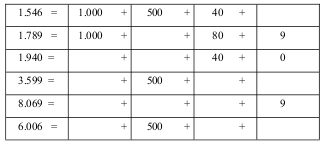 1.546 = 1.000 + 500 + 40 +
1.789 = 1.000 + + 80 + 9
1.940 = + + 40 + 0
3.599 = + 500 + +
8.069 = + + + 9
6.006 = + 500 + +